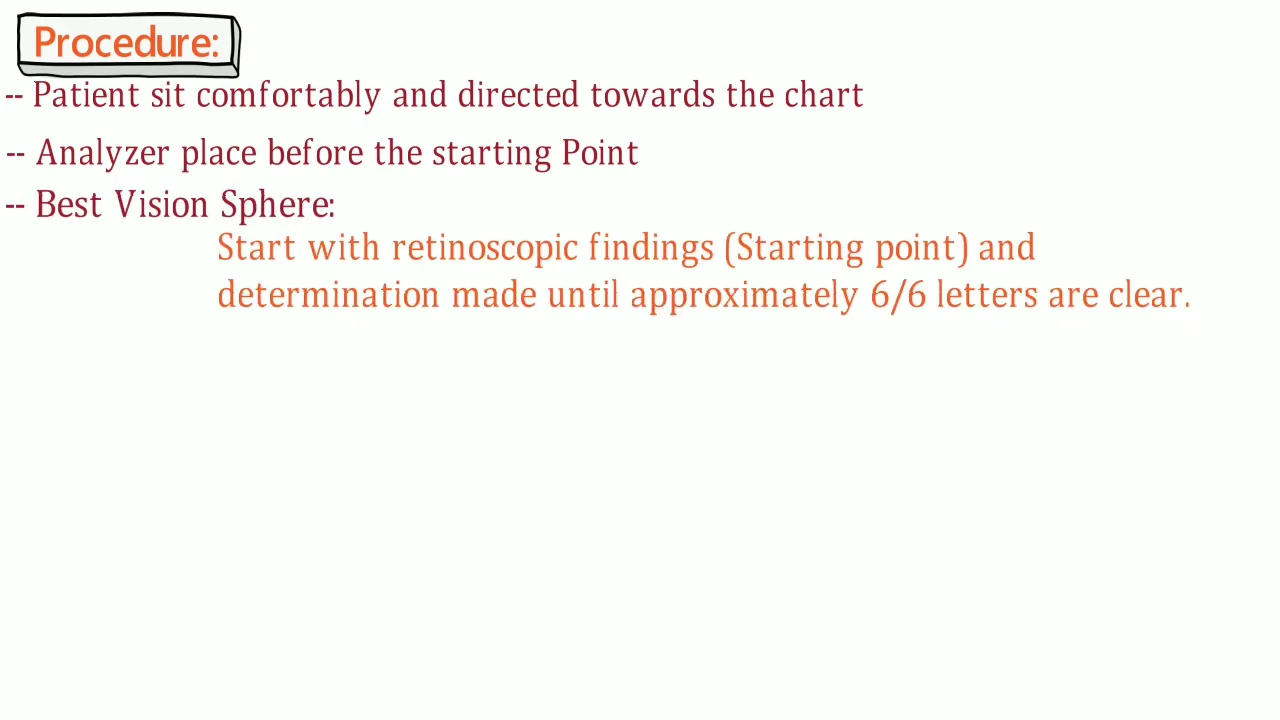 Procedure:
-- Patient sit comfortably and directed towards the chart
-- Analyzer place before the starting Point
-- Best Vision Sphere:
Start with retinoscopic findings (Starting point) and
determination made until approximately 6/6 letters are clear.